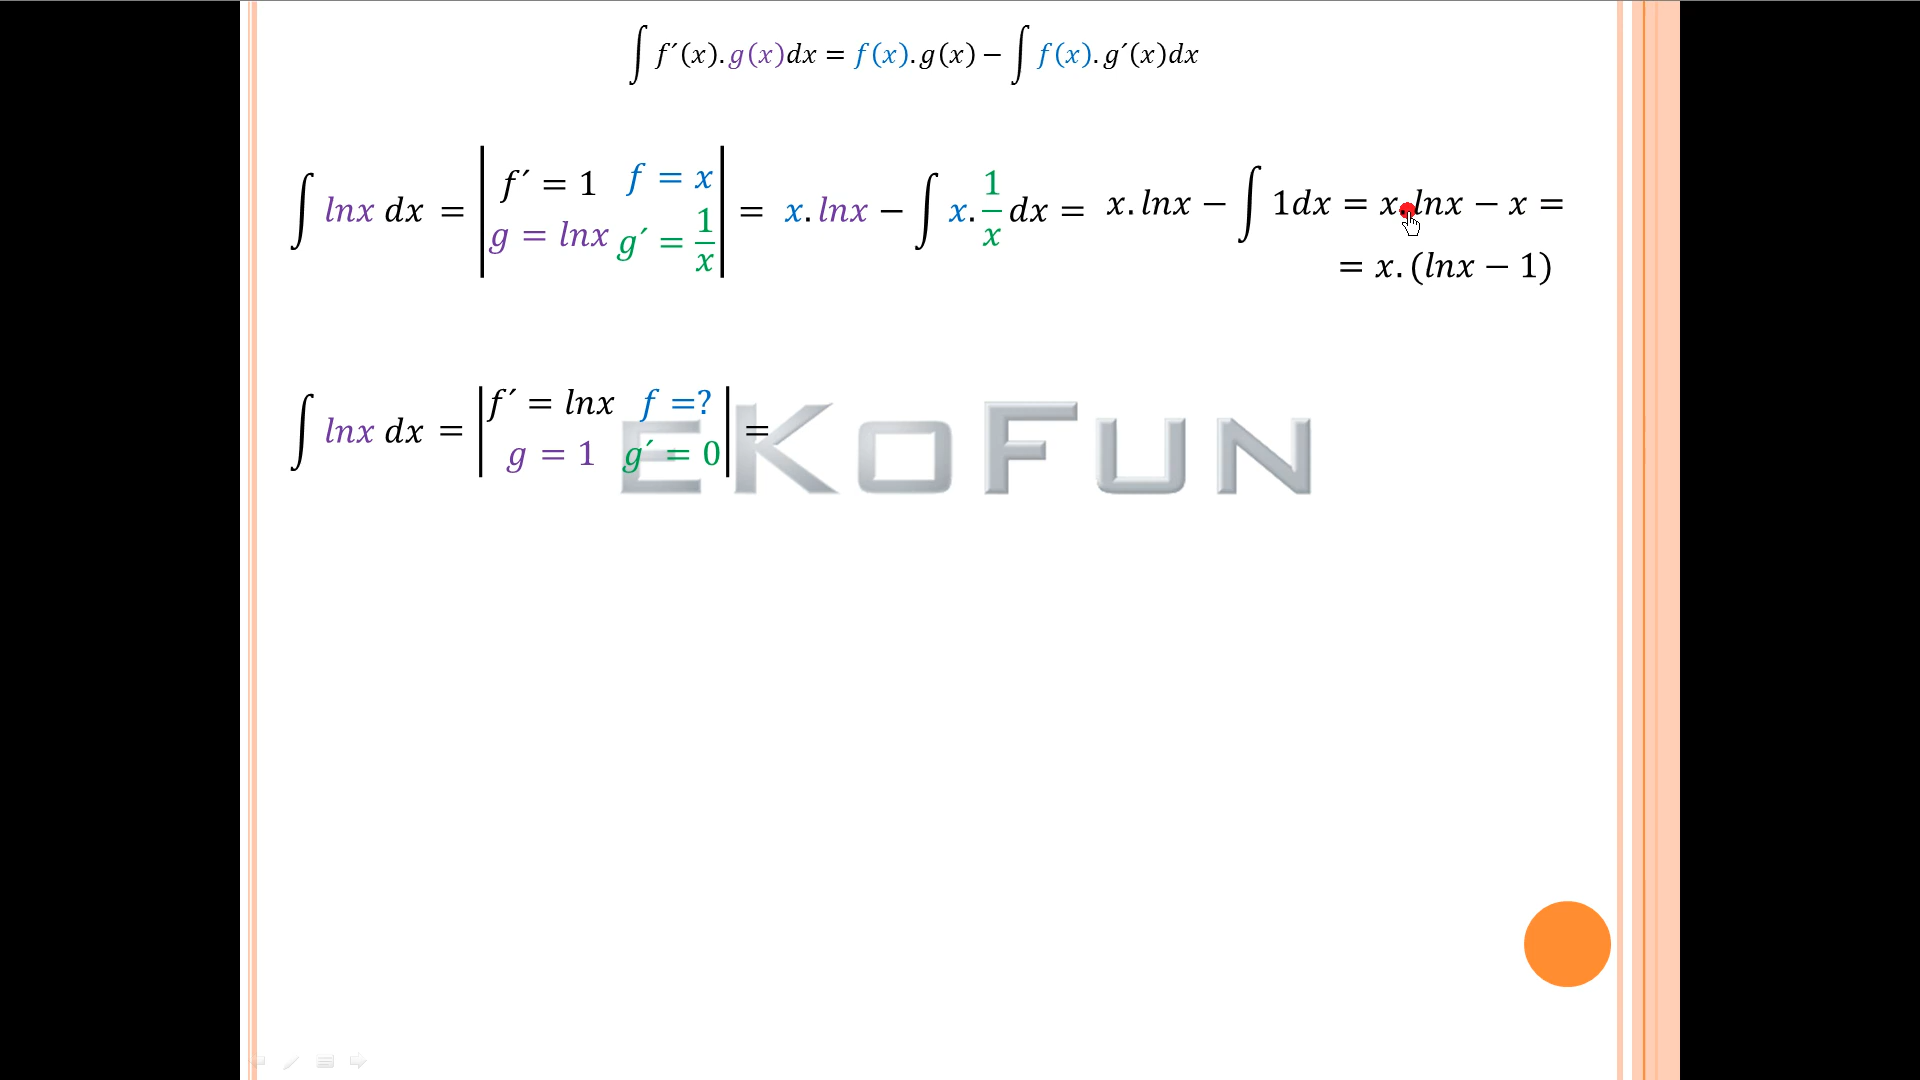 ∫ f´(x).g(x)dx = f(x).g(x) − ∫ f(x).g´(x)dx
∫ lnx dx = | f´ = 1 f = x g = lnx g´ = 1/x | = x.lnx − ∫ x.1/x dx = x.lnx − ∫ 1dx = x.lnx − x =
= x.(lnx − 1)
∫ lnx dx = | f´ = lnx f =? g = 1 g´ = 0 | =
EKOFUN